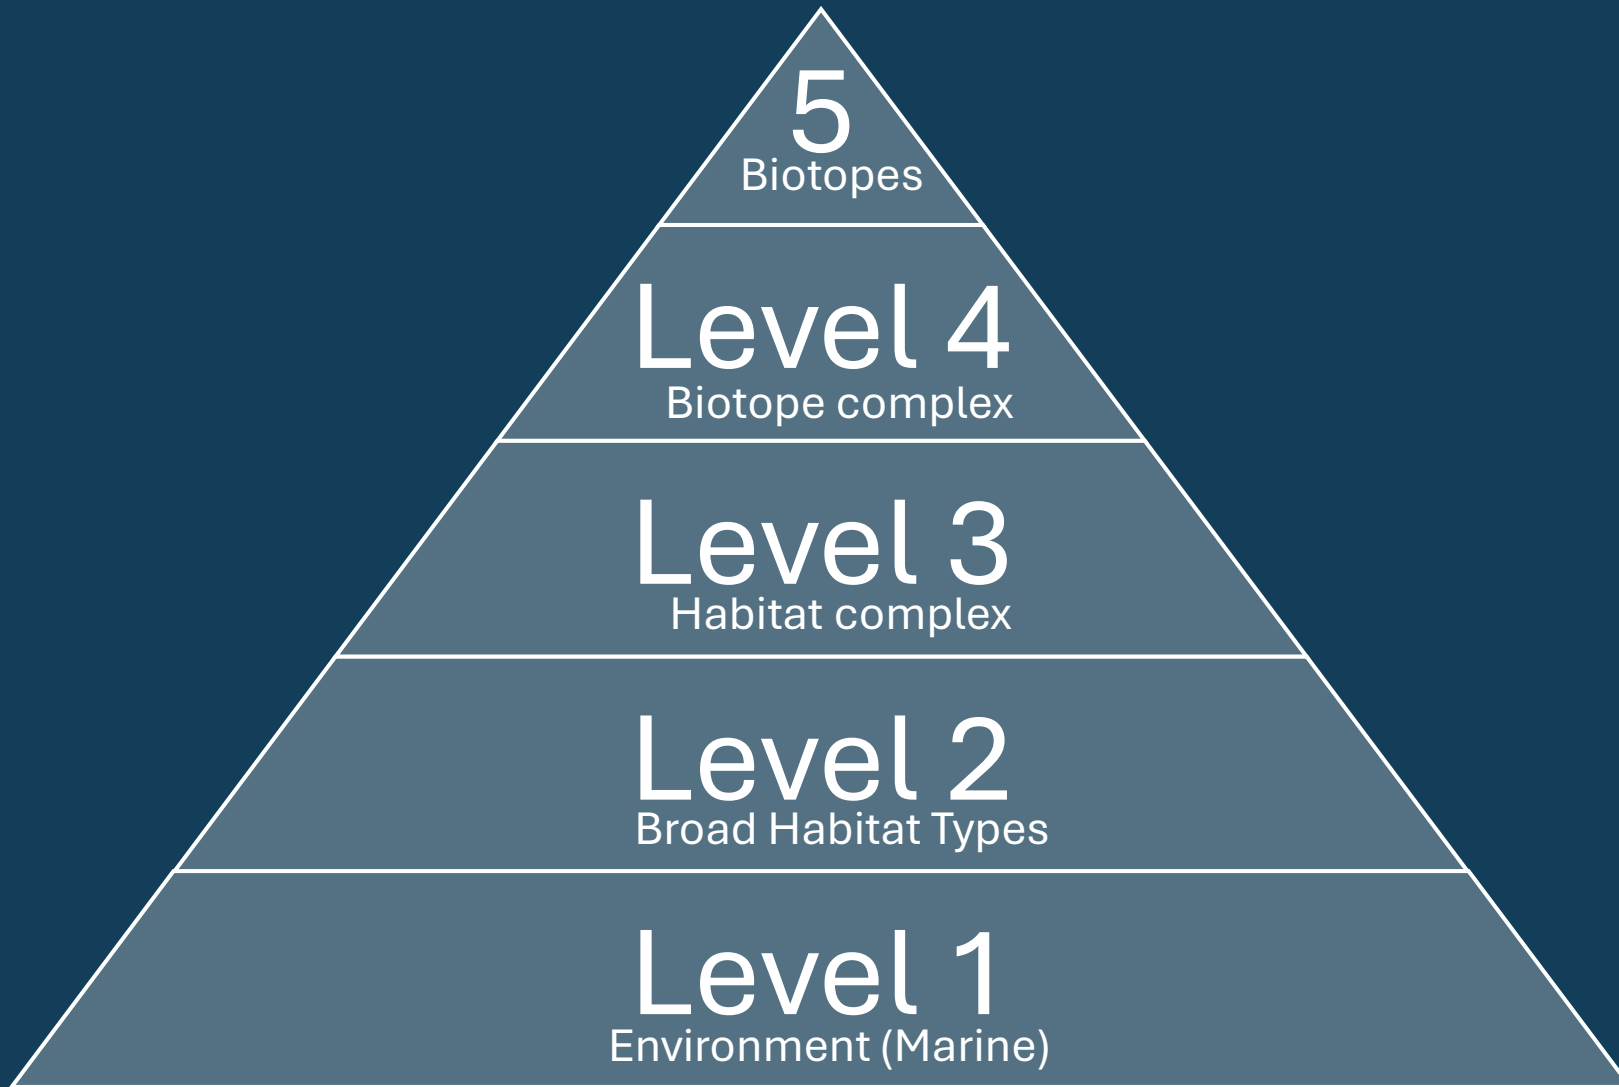 5
Biotopes
Level 4
Biotope complex
Level 3
Habitat complex
Level 2
Broad Habitat Types
Level 1
Environment (Marine)